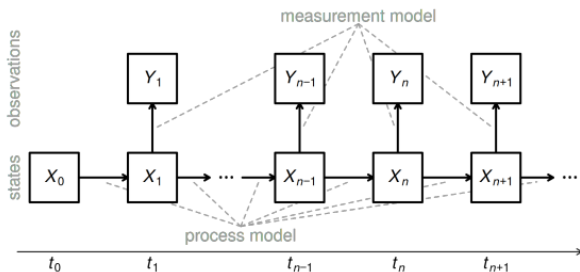 measurement model
observations
Y₁ Yₙ₋₁ Yₙ Yₙ₊₁
states
X₀ X₁ ... Xₙ₋₁ Xₙ Xₙ₊₁ ...
process model
t₀ t₁ tₙ₋₁ tₙ tₙ₊₁